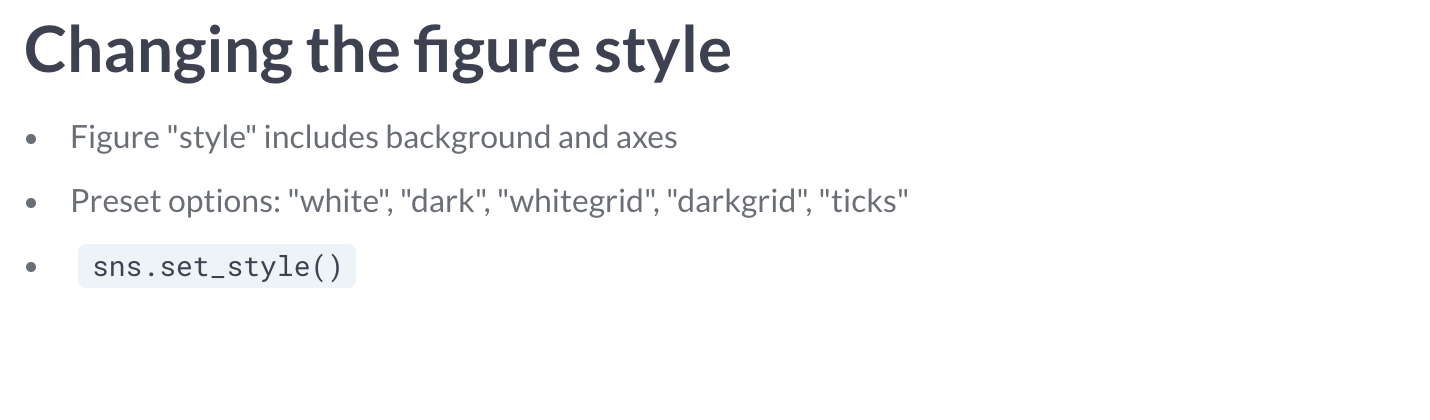 Changing the figure style
• Figure "style" includes background and axes
• Preset options: "white", "dark", "whitegrid", "darkgrid", "ticks"
• sns.set_style()